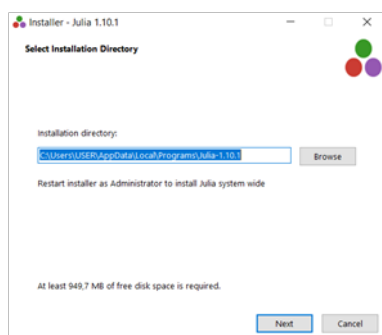 Installer - Julia 1.10.1
Select Installation Directory
Installation directory:
C:\Users\USER\AppData\Local\Programs\Julia-1.10.1
Browse
Restart installer as Administrator to install Julia system wide
At least 949,7 MB of free disk space is required.
Next
Cancel